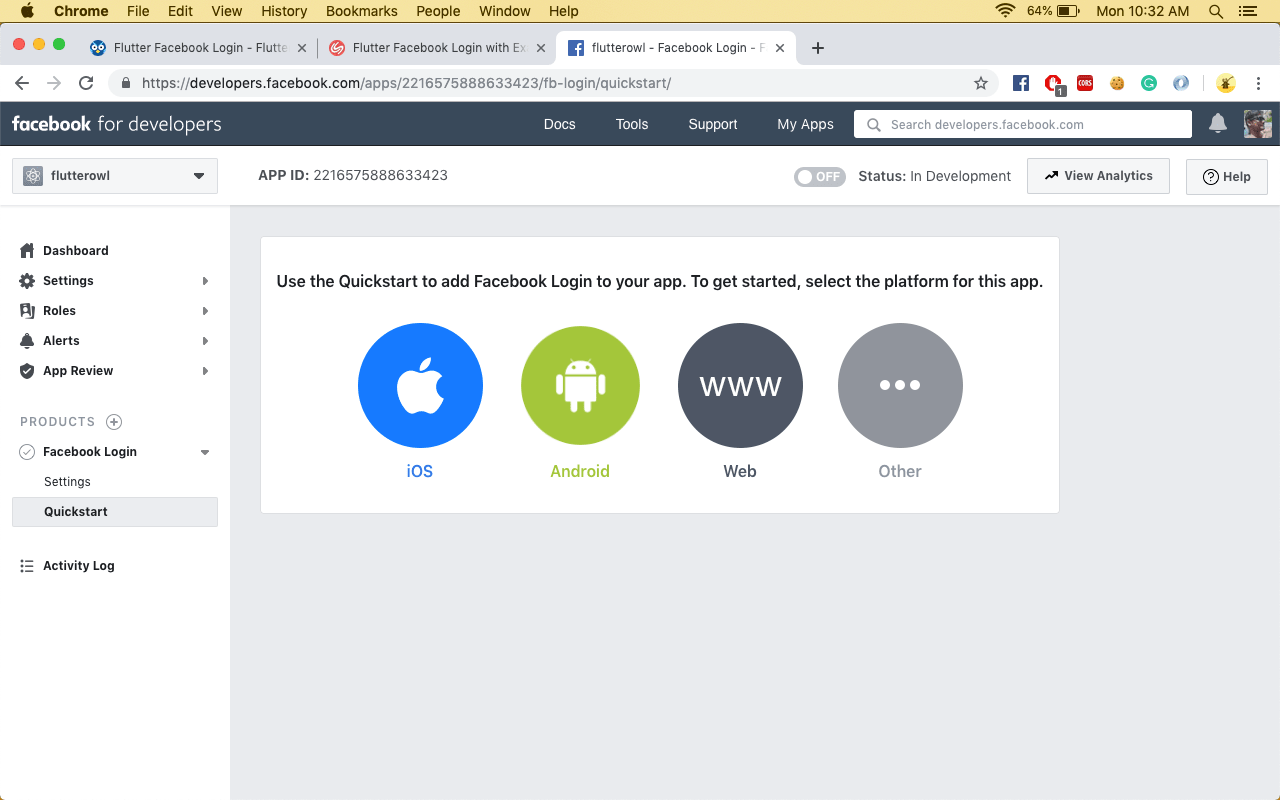 Chrome File Edit View History Bookmarks People Window Help 64% Mon 10:32 AM
Flutter Facebook Login - Flutte Flutter Facebook Login with Ex flutterowl - Facebook Login - F
https://developers.facebook.com/apps/2216575888633423/fb-login/quickstart/ 1 CORS
facebook for developers Docs Tools Support My Apps Search developers.facebook.com
flutterowl APP ID: 2216575888633423 OFF Status: In Development View Analytics Help
Dashboard
Settings
Roles
Alerts
App Review
PRODUCTS
Facebook Login
Settings
Quickstart
Activity Log
Use the Quickstart to add Facebook Login to your app. To get started, select the platform for this app.
www
iOS Android Web Other